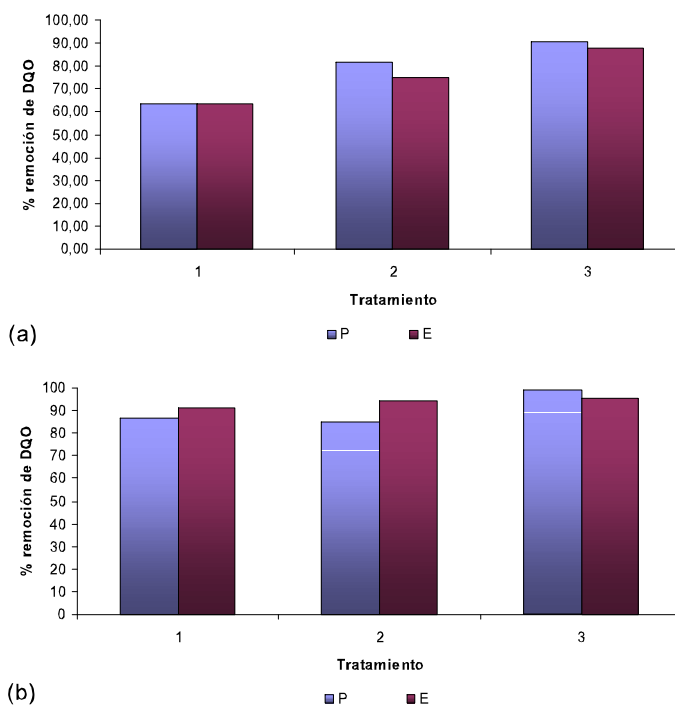 % remoción de DQO
100,00
90,00
80,00
70,00
60,00
50,00
40,00
30,00
20,00
10,00
0,00
1 2 3
Tratamiento
P E
(a)
% remoción de DQO
100
90
80
70
60
50
40
30
20
10
0
1 2 3
Tratamiento
P E
(b)